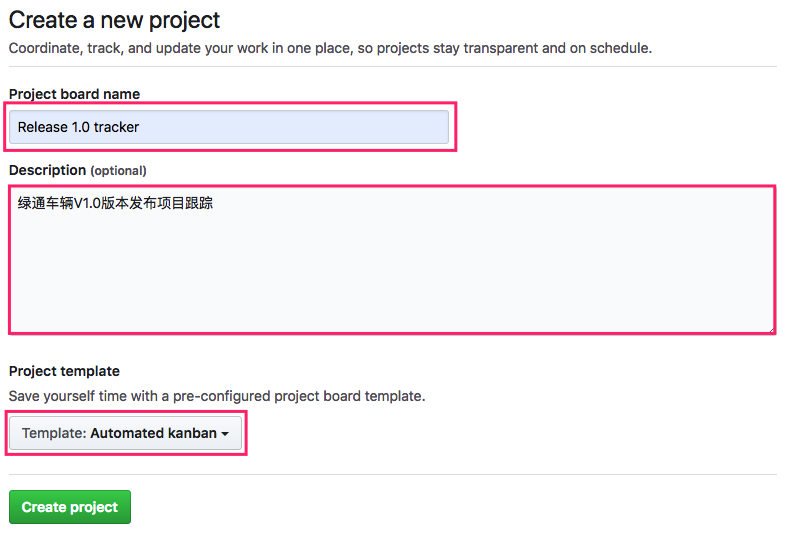 Create a new project
Coordinate, track, and update your work in one place, so projects stay transparent and on schedule.
Project board name
Release 1.0 tracker
Description (optional)
绿通车辆V1.0版本发布项目跟踪
Project template
Save yourself time with a pre-configured project board template.
Template: Automated kanban
Create project